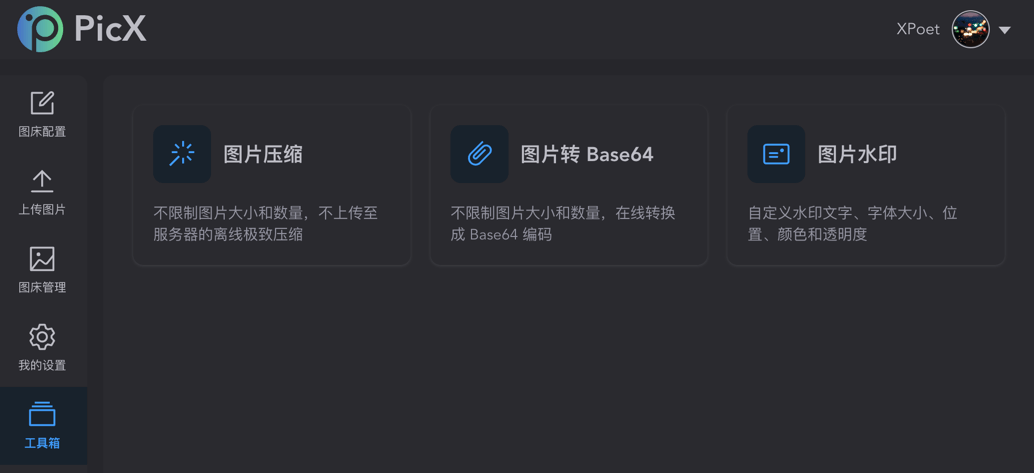 PicX
XPoet
图床配置
上传图片
图床管理
我的设置
工具箱
图片压缩
不限制图片大小和数量，不上传至
服务器的离线极致压缩
图片转 Base64
不限制图片大小和数量，在线转换
成 Base64 编码
图片水印
自定义水印文字、字体大小、位
置、颜色和透明度